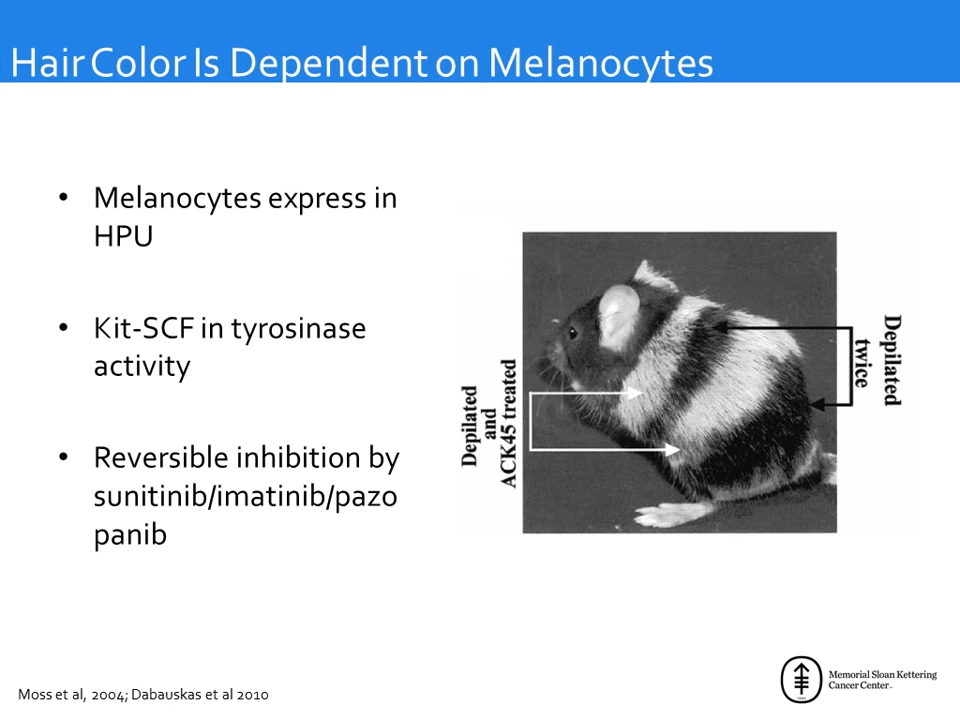 Hair Color Is Dependent on Melanocytes
• Melanocytes express in
HPU
• Kit-SCF in tyrosinase
activity
• Reversible inhibition by
sunitinib/imatinib/pazo
panib
Depilated
and
ACK45 treated
Depilated
twice
Moss et al, 2004; Dabauskas et al 2010
Memorial Sloan Kettering
Cancer Center